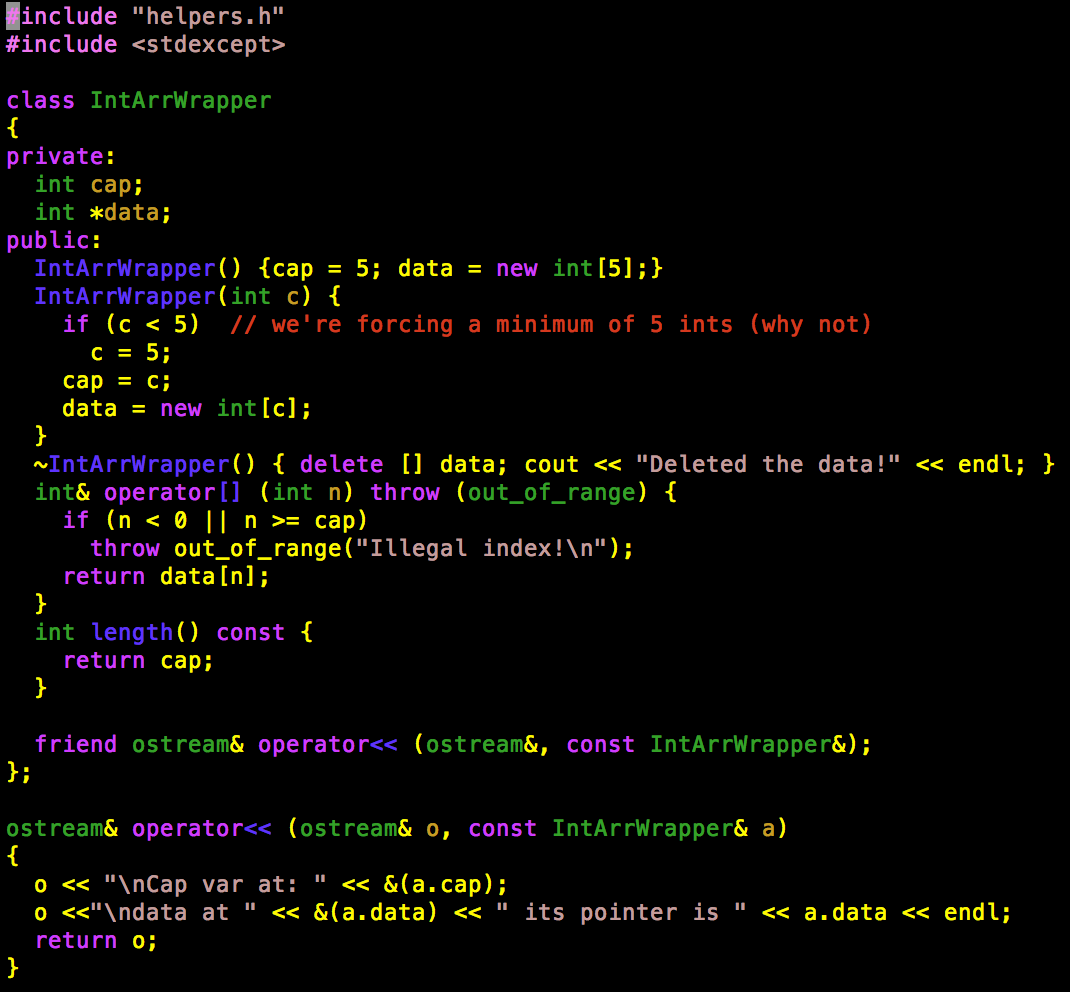 #include "helpers.h"
#include <stdexcept>

class IntArrWrapper
{
private:
  int cap;
  int *data;
public:
  IntArrWrapper() {cap = 5; data = new int[5];}
  IntArrWrapper(int c) {
    if (c < 5)  // we're forcing a minimum of 5 ints (why not)
      c = 5;
    cap = c;
    data = new int[c];
  }
  ~IntArrWrapper() { delete [] data; cout << "Deleted the data!" << endl; }
  int& operator[] (int n) throw (out_of_range) {
    if (n < 0 || n >= cap)
      throw out_of_range("Illegal index!\n");
    return data[n];
  }
  int length() const {
    return cap;
  }

  friend ostream& operator<< (ostream&, const IntArrWrapper&);
};

ostream& operator<< (ostream& o, const IntArrWrapper& a)
{
  o << "\nCap var at: " << &(a.cap);
  o <<"\ndata at " << &(a.data) << " its pointer is " << a.data << endl;
  return o;
}